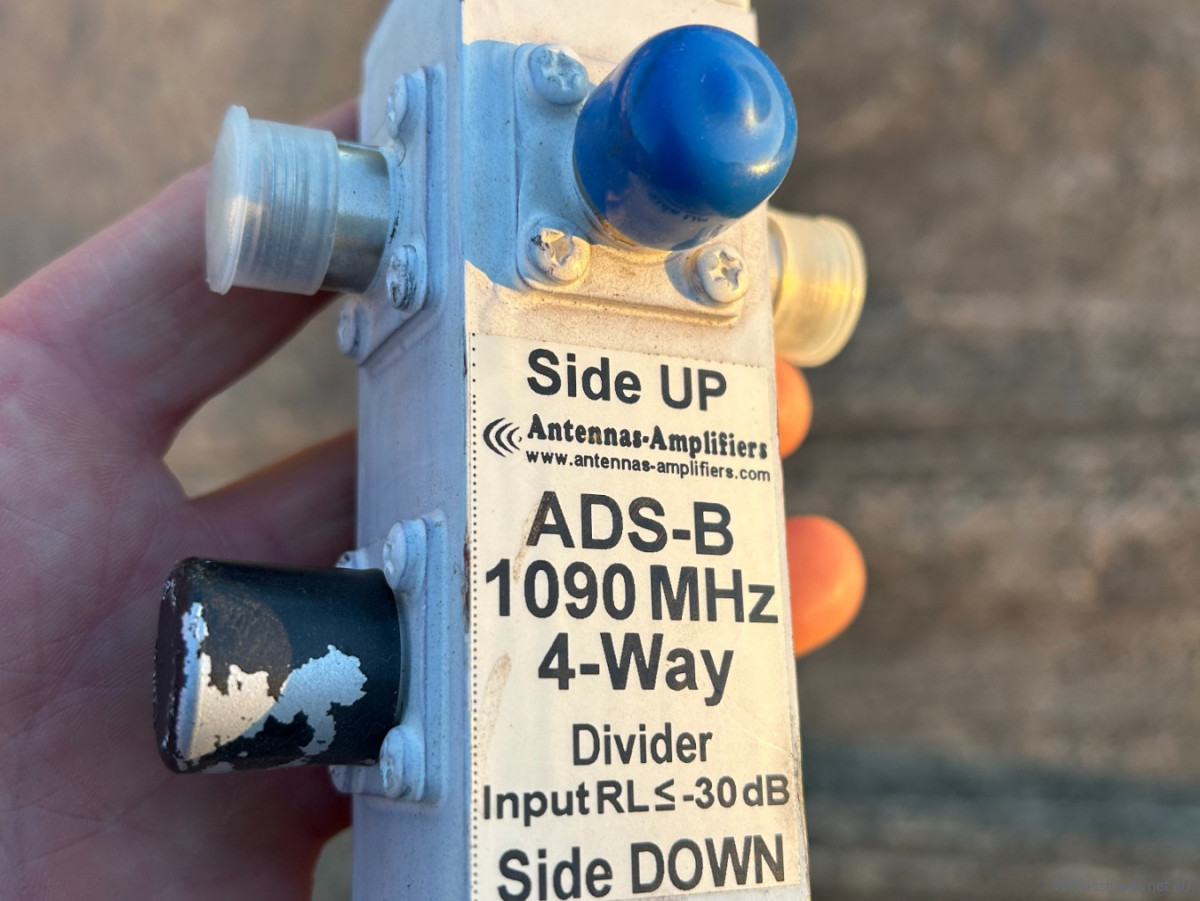 Side UP
Antennas-Amplifiers
www.antennas-amplifiers.com
ADS-B
1090 MHz
4-Way
Divider
Input RL ≤ -30 dB
Side DOWN